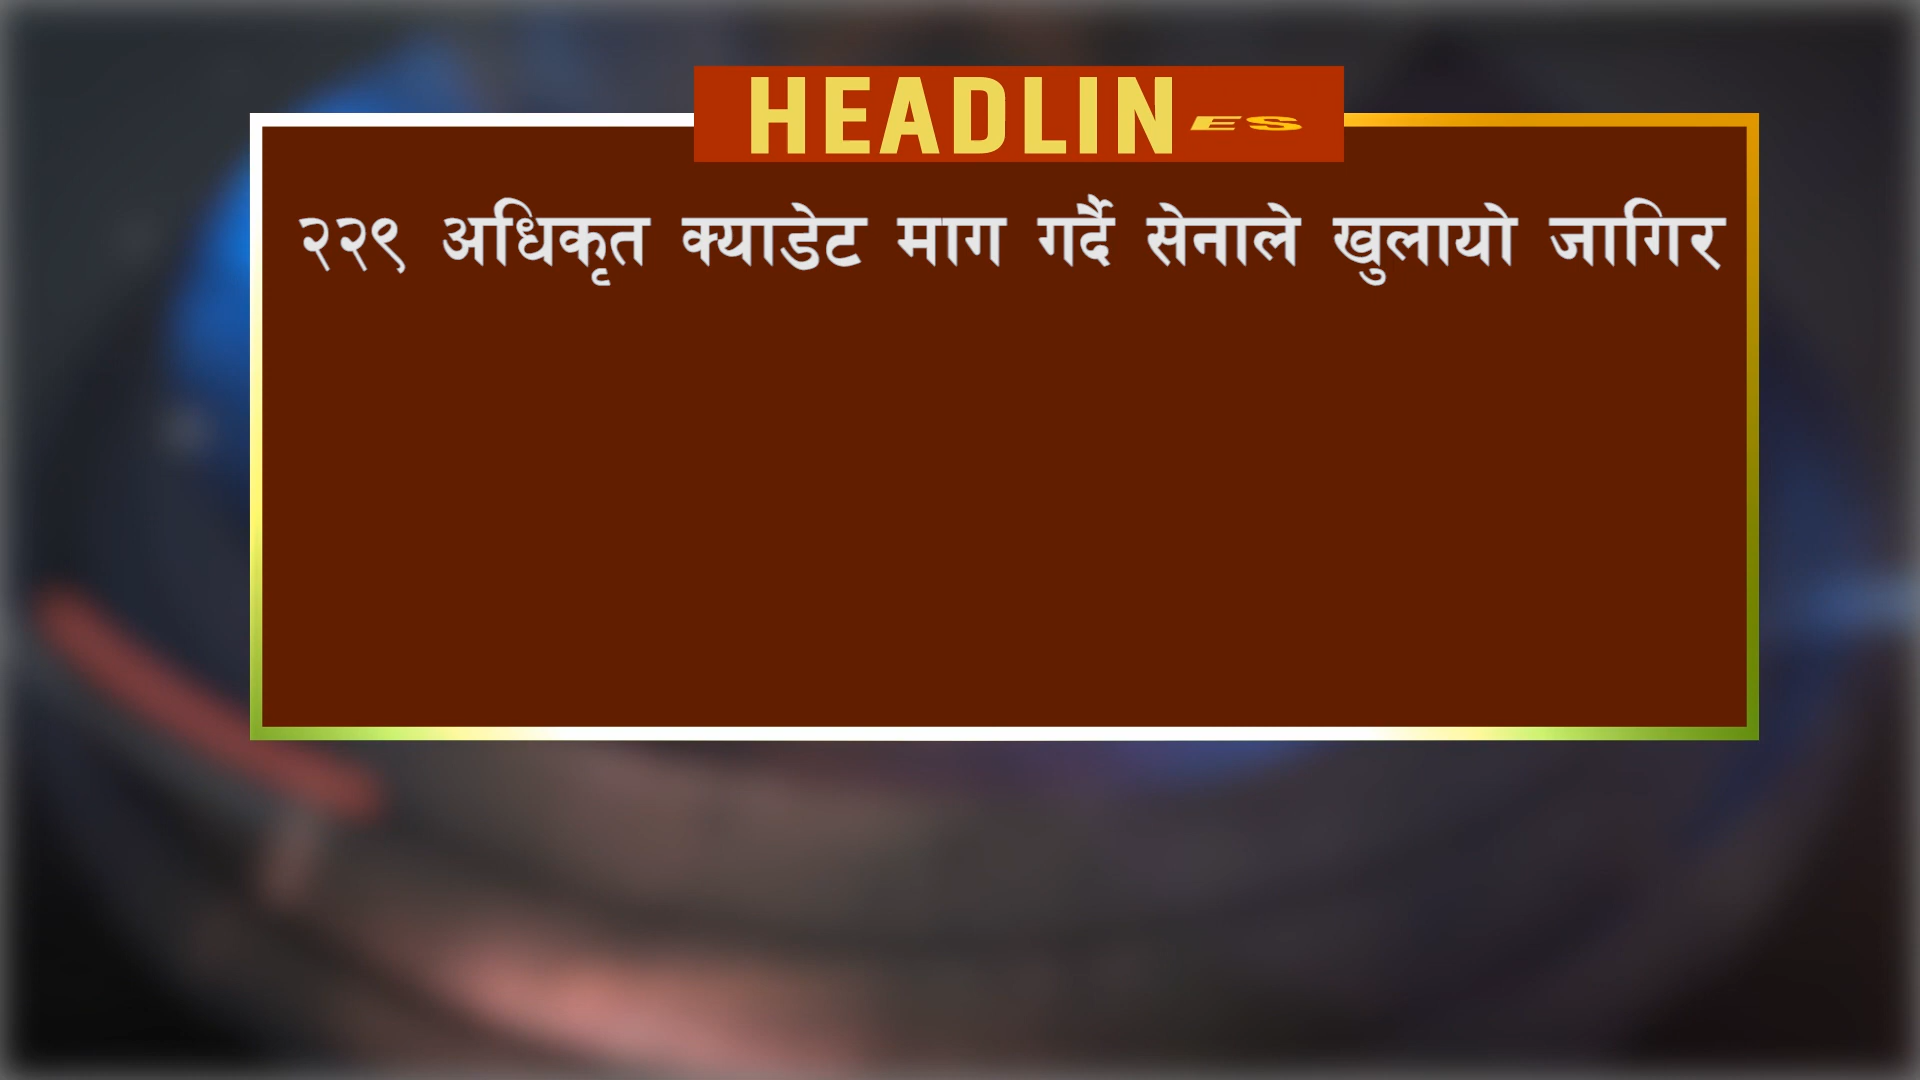 HEADLINES
२२९ अधिकृत क्याडेट माग गर्दै सेनाले खुलायो जागिर